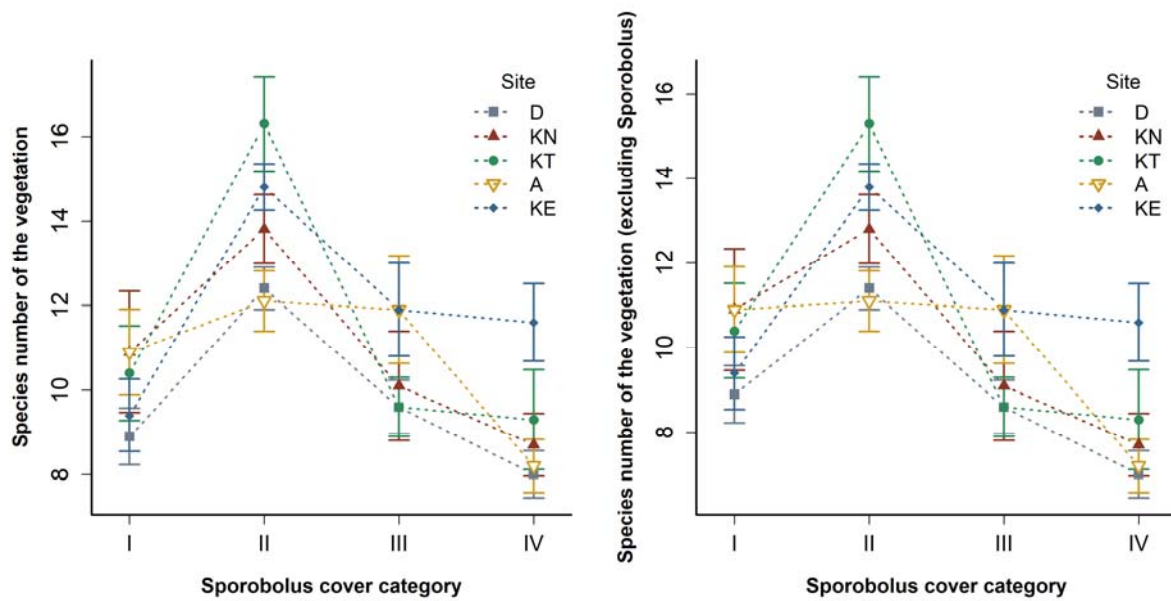 Species number of the vegetation
16
14
12
10
8
Site
D
KN
KT
A
KE
I
II
III
IV
Sporobolus cover category
Species number of the vegetation (excluding Sporobolus)
16
14
12
10
8
Site
D
KN
KT
A
KE
I
II
III
IV
Sporobolus cover category